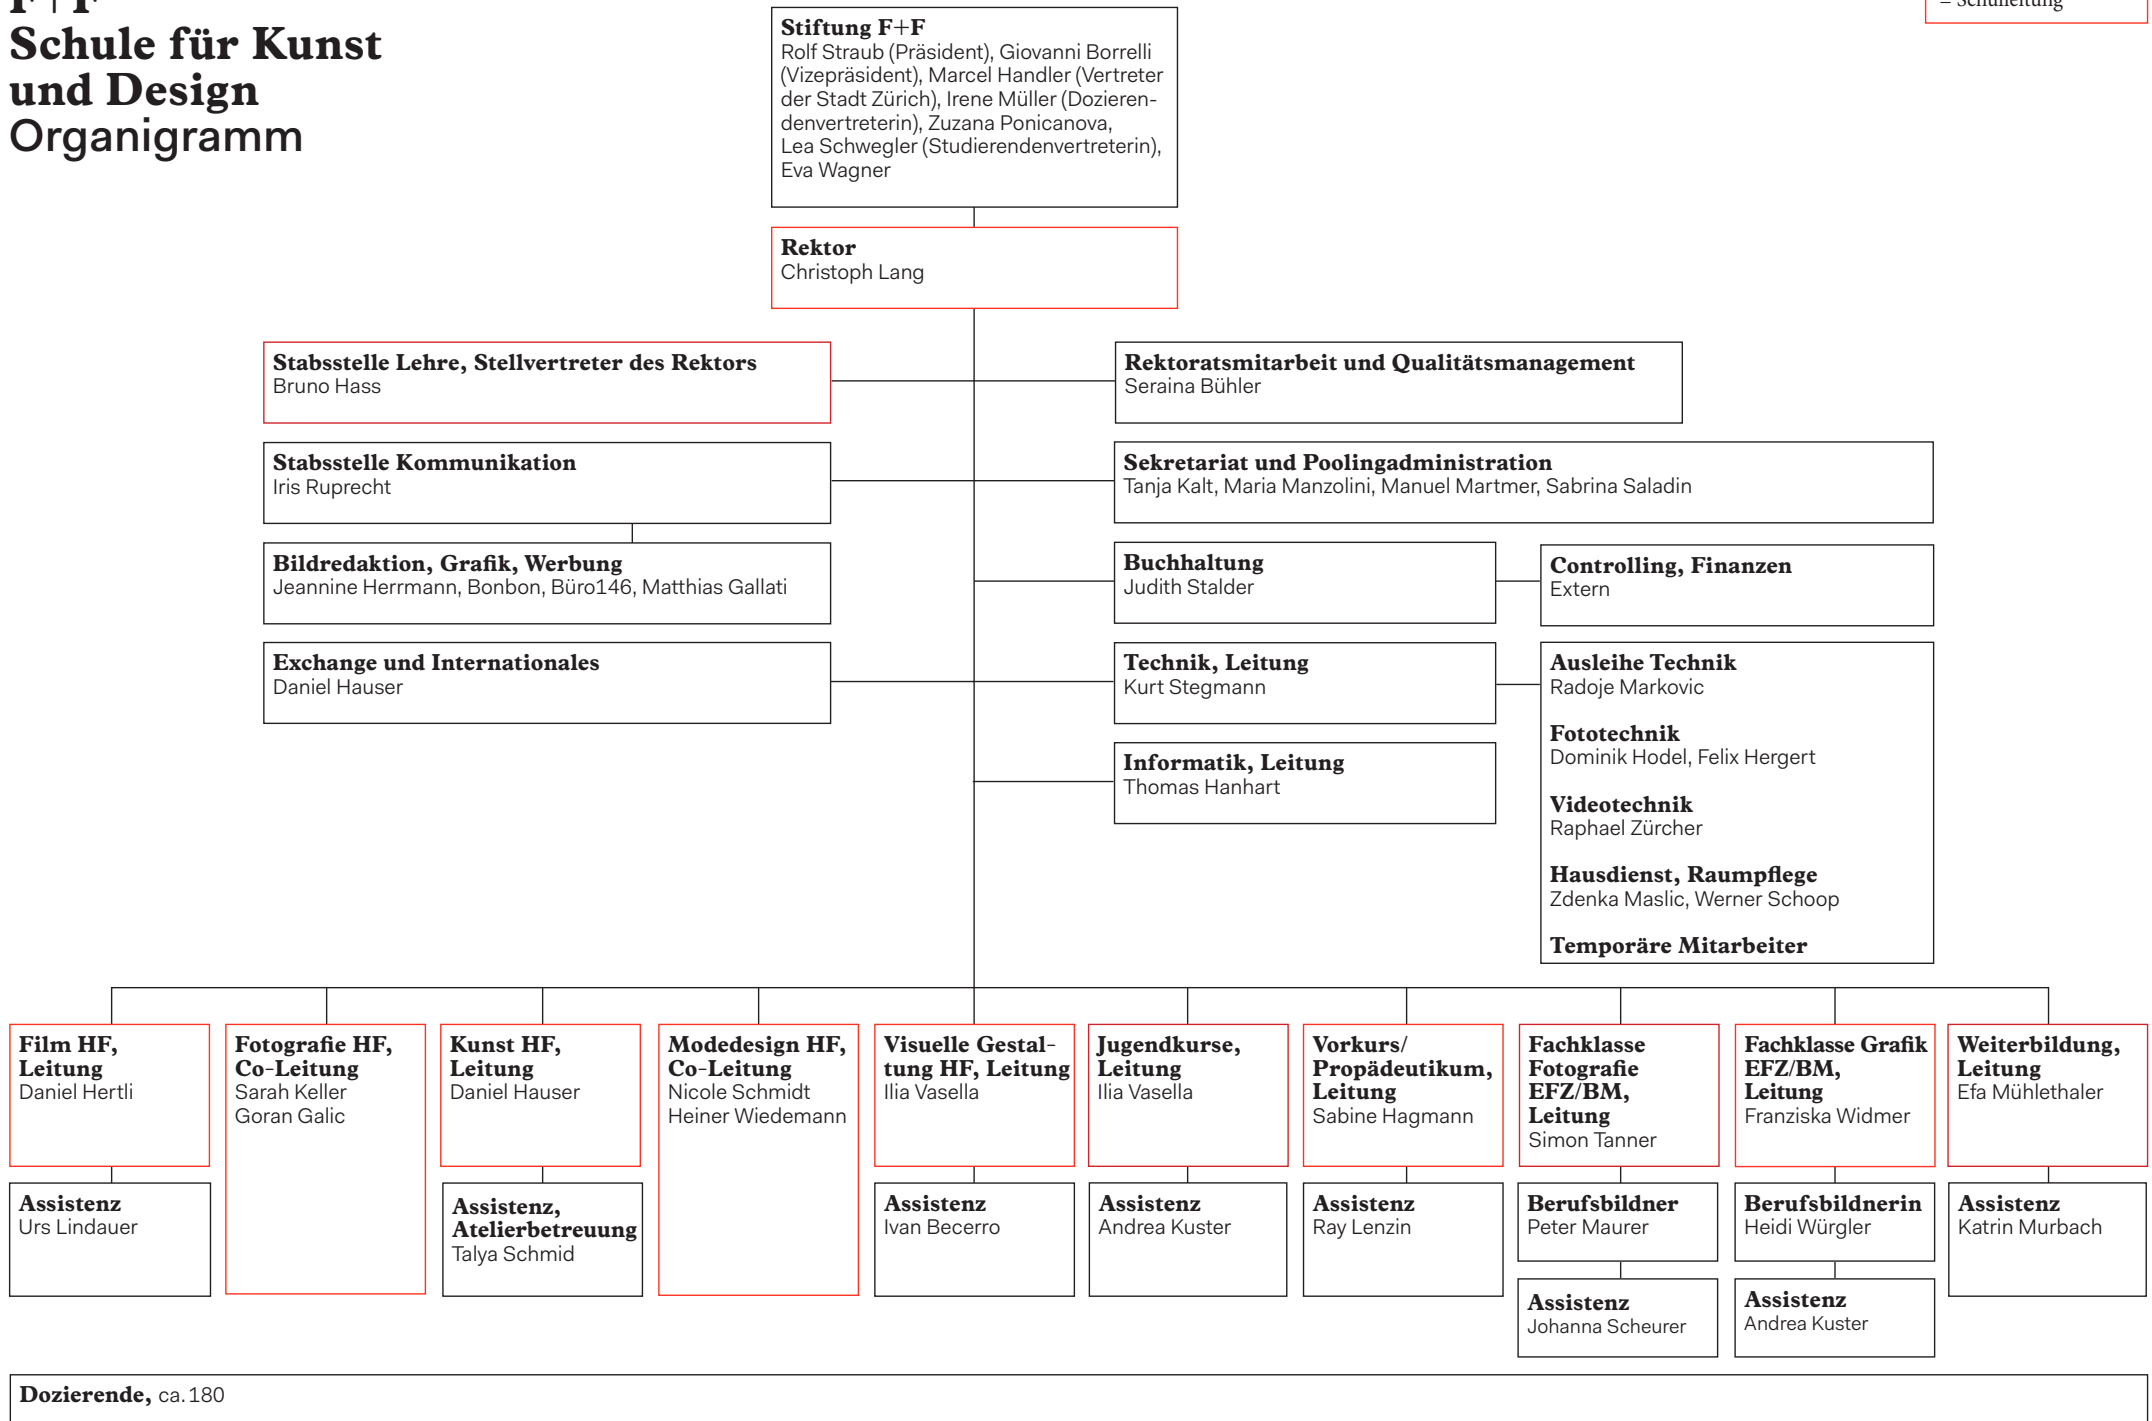 F+F
Schule für Kunst
und Design
Organigramm
= Schulleitung
Stiftung F+F
Rolf Straub (Präsident), Giovanni Borrelli
(Vizepräsident), Marcel Handler (Vertreter
der Stadt Zürich), Irene Müller (Dozieren-
denvertreterin), Zuzana Ponicanova,
Lea Schwegler (Studierendenvertreterin),
Eva Wagner
Rektor
Christoph Lang
Stabsstelle Lehre, Stellvertreter des Rektors
Bruno Hass
Rektoratsmitarbeit und Qualitätsmanagement
Seraina Bühler
Stabsstelle Kommunikation
Iris Ruprecht
Sekretariat und Poolingadministration
Tanja Kalt, Maria Manzolini, Manuel Martmer, Sabrina Saladin
Bildredaktion, Grafik, Werbung
Jeannine Herrmann, Bonbon, Büro146, Matthias Gallati
Buchhaltung
Judith Stalder
Controlling, Finanzen
Extern
Exchange und Internationales
Daniel Hauser
Technik, Leitung
Kurt Stegmann
Ausleihe Technik
Radoje Markovic
Fototechnik
Dominik Hodel, Felix Hergert
Videotechnik
Raphael Zürcher
Hausdienst, Raumpflege
Zdenka Maslic, Werner Schoop
Temporäre Mitarbeiter
Informatik, Leitung
Thomas Hanhart
Film HF,
Leitung
Daniel Hertli
Fotografie HF,
Co-Leitung
Sarah Keller
Goran Galic
Kunst HF,
Leitung
Daniel Hauser
Modedesign HF,
Co-Leitung
Nicole Schmidt
Heiner Wiedemann
Visuelle Gestal-
tung HF, Leitung
Ilia Vasella
Jugendkurse,
Leitung
Ilia Vasella
Vorkurs/
Propädeutikum,
Leitung
Sabine Hagmann
Fachklasse
Fotografie
EFZ/BM,
Leitung
Simon Tanner
Fachklasse Grafik
EFZ/BM,
Leitung
Franziska Widmer
Weiterbildung,
Leitung
Efa Mühlethaler
Assistenz
Urs Lindauer
Assistenz,
Atelierbetreuung
Talya Schmid
Assistenz
Ivan Becerro
Assistenz
Andrea Kuster
Assistenz
Ray Lenzin
Berufsbildner
Peter Maurer
Berufsbildnerin
Heidi Würgler
Assistenz
Katrin Murbach
Assistenz
Johanna Scheurer
Assistenz
Andrea Kuster
Dozierende, ca. 180